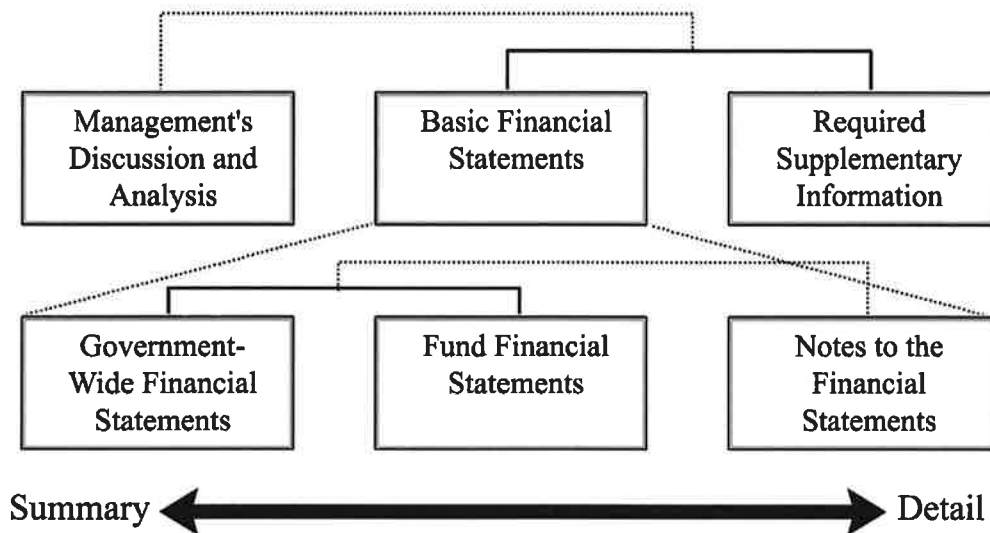 Management's
Discussion and
Analysis
Basic Financial
Statements
Required
Supplementary
Information
Government-
Wide Financial
Statements
Fund Financial
Statements
Notes to the
Financial
Statements
Summary
Detail